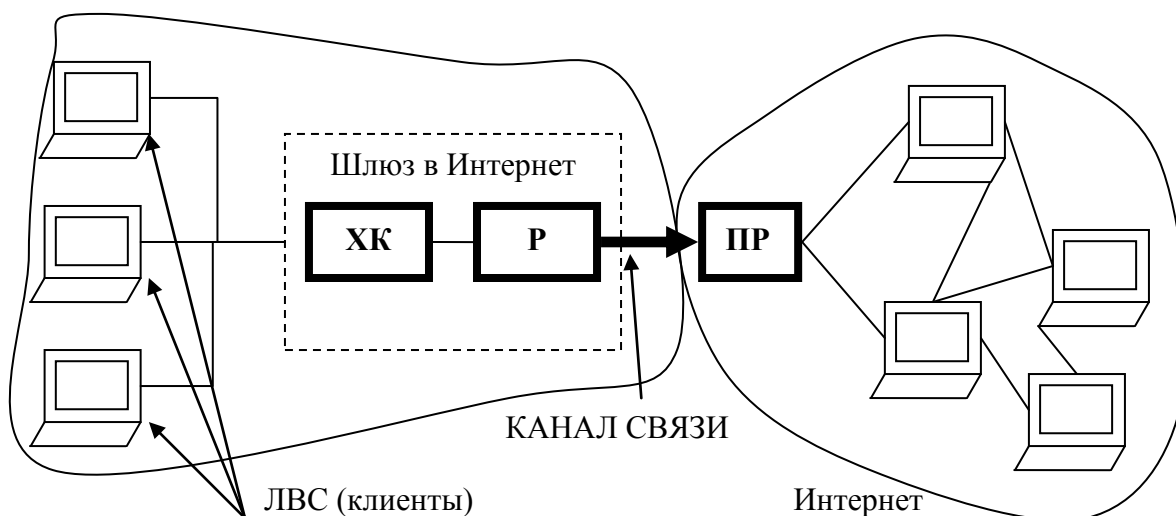 Шлюз в Интернет
ХК
Р
ПР
КАНАЛ СВЯЗИ
ЛВС (клиенты)
Интернет